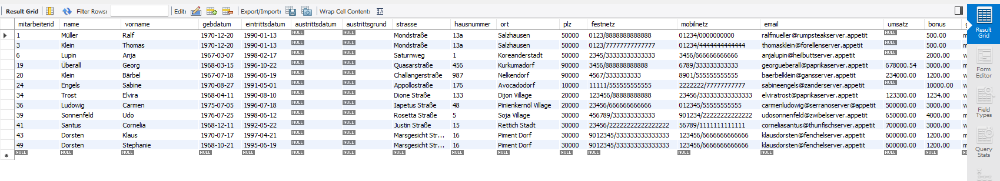 Result Grid Filter Rows: Edit: Export/Import: Wrap Cell Content: IA
mitarbeiterid name vorname gebdatum eintrittsdatum austrittsdatum austrittsgrund strasse hausnummer ort plz festnetz mobilnetz email umsatz bonus g
1 Müller Ralf 1970-12-20 1990-01-13 NULL NULL Mondstraße 13a Salzhausen 50000 0123/8888888888888 01234/0000000000 ralfmueller@rumpsteakserver.appetit NULL 500.00 m
3 Klein Thomas 1970-12-20 1990-01-13 NULL NULL Mondstraße 13a Salzhausen 50000 0123/77777777777777 01234/44444444444444 thomasklein@forellenserver.appetit NULL 500.00 m
6 Lupin Anja 1967-03-07 1998-02-17 NULL NULL Saturnweg 1 Koreanderstadt 50000 2345/33333333333333 3456/666666666666 anjalupin@heilbuttserver.appetit NULL 2000.00 w
19 Überall Georg 1968-03-15 1996-10-22 NULL NULL Quasarstraße 456 Kurkumadorf 90000 3456/888888888888 6789/333333333333 georgueberall@paprikaserver.appetit 678000.54 3000.00 m
20 Klein Bärbel 1967-07-18 1996-06-19 NULL NULL Challangerstraße 987 Nelkendorf 90000 4567/3333333333 8901/555555555555 baerbelklein@gansserver.appetit 234000.00 1200.00 w
24 Engels Sabine 1970-08-27 1991-05-01 NULL NULL Appollostraße 176 Avocadodorf 10000 11111/555555555555 2222222/77777777777 sabineengels@zanderserver.appetit NULL 10000.00 w
34 Trost Elvira 1968-04-11 1990-08-10 NULL NULL Dione Straße 133 Dijon Village 20000 123456/88888888888 23456/333333333333333 elviratrost@paprikaserver.appetit 123300.00 1234.00 w
36 Ludowig Carmen 1975-07-05 1996-07-18 NULL NULL Iapetus Straße 48 Pinienkernöl Village 20000 23456/666666666666 012345/55555555555 carmenludowig@serranoserver@appetit 500000.00 3000.00 w
39 Sonnenfeld Udo 1976-07-25 1998-06-12 NULL NULL Rosetta Straße 5 Soja Village 30000 456789/333333333333 901234/22222222222222 udosonnenfeld@zwibelserver.appetit 650000.00 4000.00 m
41 Santus Cornelia 1968-12-11 1992-05-22 NULL NULL Justin Straße 15 Rettich Stadt 30000 23456/22222222222222222 56789/1111111111111 corneliasantus@thunfischserver.appetit 700000.00 3000.00 w
43 Dorsten Klaus 1970-07-17 1997-04-21 NULL NULL Marsgesicht Str... 16 Piment Dorf 30000 9012345/333333333333333 123456/6666666666666 klausdorsten@fenchelserver.appetit 600000.00 1200.00 m
49 Dorsten Stephanie 1968-10-21 1995-06-19 NULL NULL Marsgesicht Str... 16 Piment Dorf 30000 9012345/333333333333333 123456/6666666666666 klausdorsten@fenchelserver.appetit 600000.00 1200.00 w
NULL NULL NULL NULL NULL NULL NULL NULL NULL NULL NULL NULL NULL NULL NULL NULL
Result
Grid
Form
Editor
Field
Types
Query
Stats